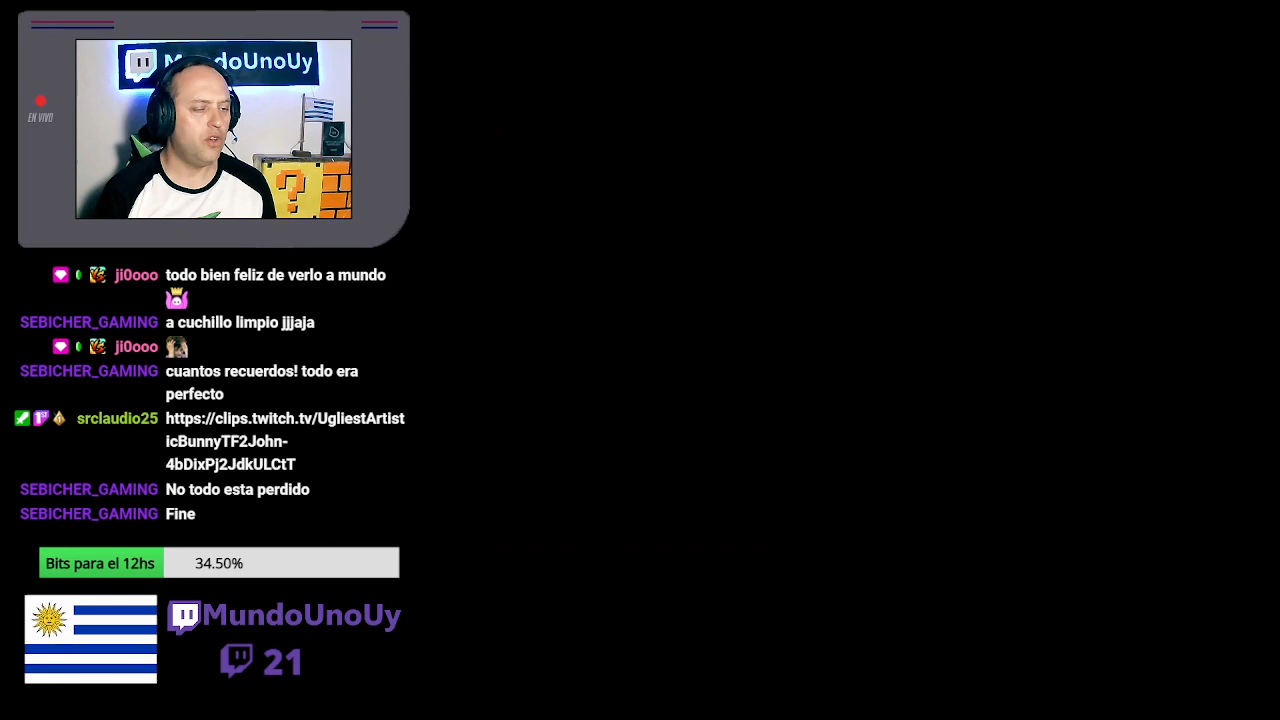 MundoUnoUy
EN VIVO
ji0ooo todo bien feliz de verlo a mundo
SEBICHER_GAMING a cuchillo limpio jjjaja
ji0ooo
SEBICHER_GAMING cuantos recuerdos! todo era
perfecto
srclaudio25 https://clips.twitch.tv/UgliestArtist
icBunnyTF2John-
4bDixPj2JdkULCtT
SEBICHER_GAMING No todo esta perdido
SEBICHER_GAMING Fine
Bits para el 12hs 34.50%
MundoUnoUy
21